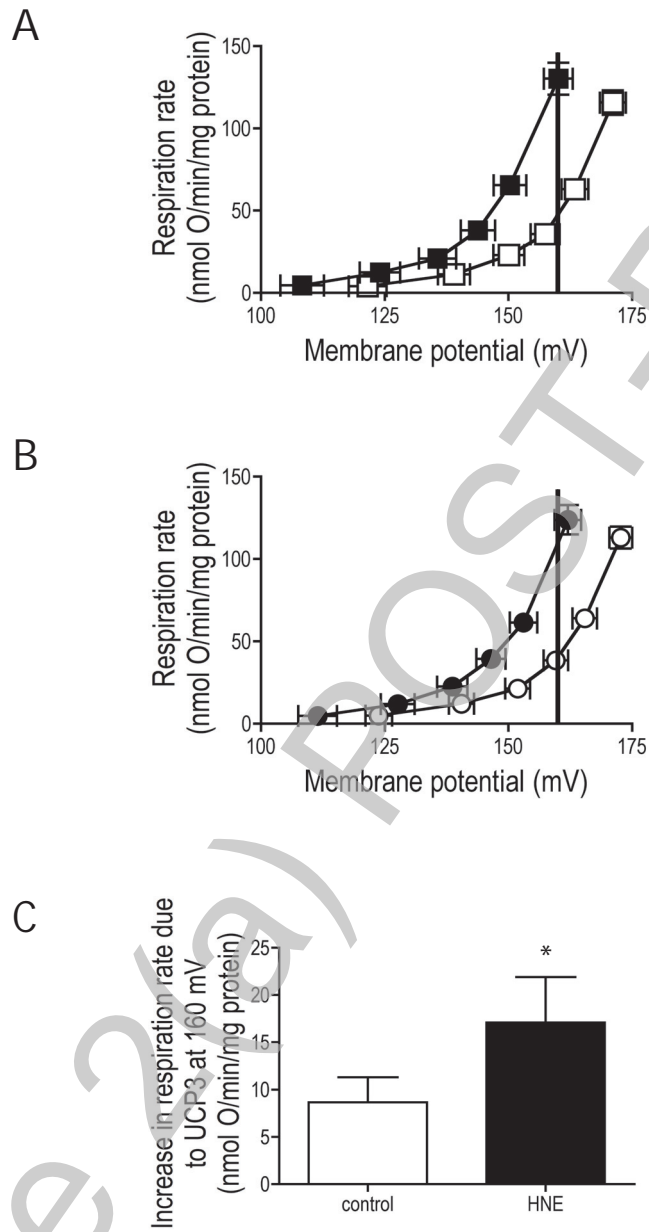 A
Respiration rate
(nmol O/min/mg protein)
150
100
50
0
100
125
150
175
Membrane potential (mV)
B
Respiration rate
(nmol O/min/mg protein)
150
100
50
0
100
125
150
175
Membrane potential (mV)
C
Increase in respiration rate due
to UCP3 at 160 mV
(nmol O/min/mg protein)
25
20
15
10
5
0
*
control
HNE
e 2(a) POST-